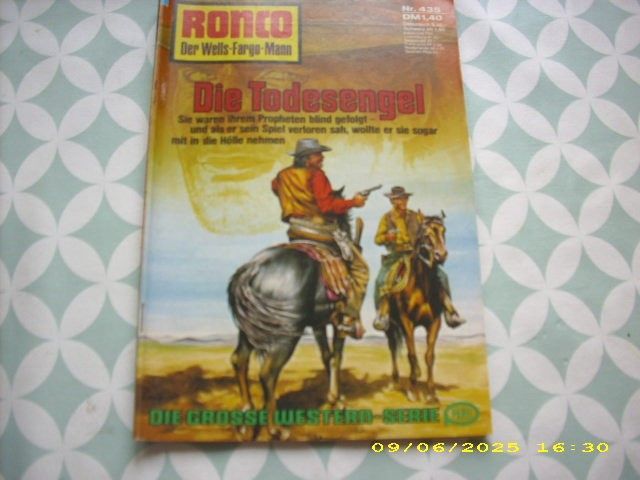 RONCO
Der Wells-Fargo-Mann
Nr. 435
DM 1,40
Die Todesengel
Sie waren ihrem Propheten blind gefolgt -
und als er sein Spiel verloren sah, wollte er sie sogar
mit in die Hölle nehmen
DIE GROSSE WESTERN-SERIE
09/06/2025 16:30